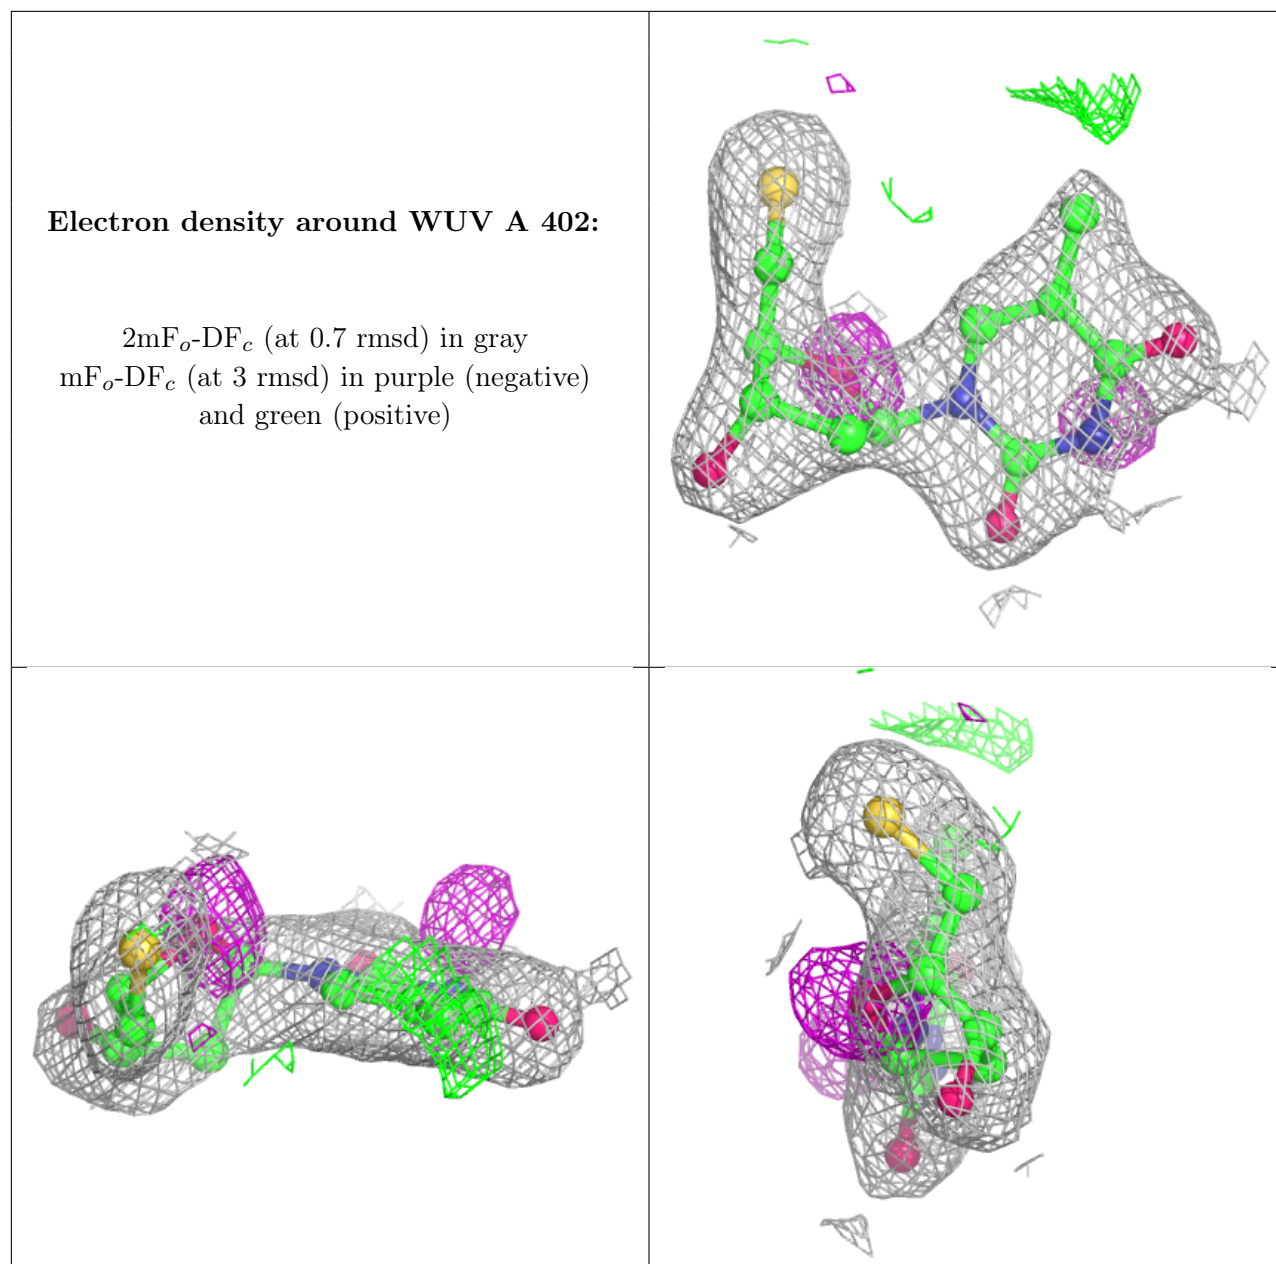 Electron density around WUV A 402:
2mFo-DFc (at 0.7 rmsd) in gray
mFo-DFc (at 3 rmsd) in purple (negative)
and green (positive)